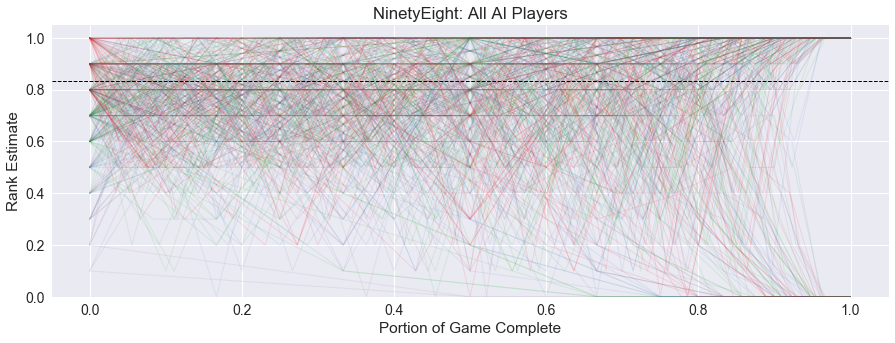 NinetyEight: All AI Players
1.0
0.8
0.6
0.4
0.2
0.0
Rank Estimate
0.0 0.2 0.4 0.6 0.8 1.0
Portion of Game Complete